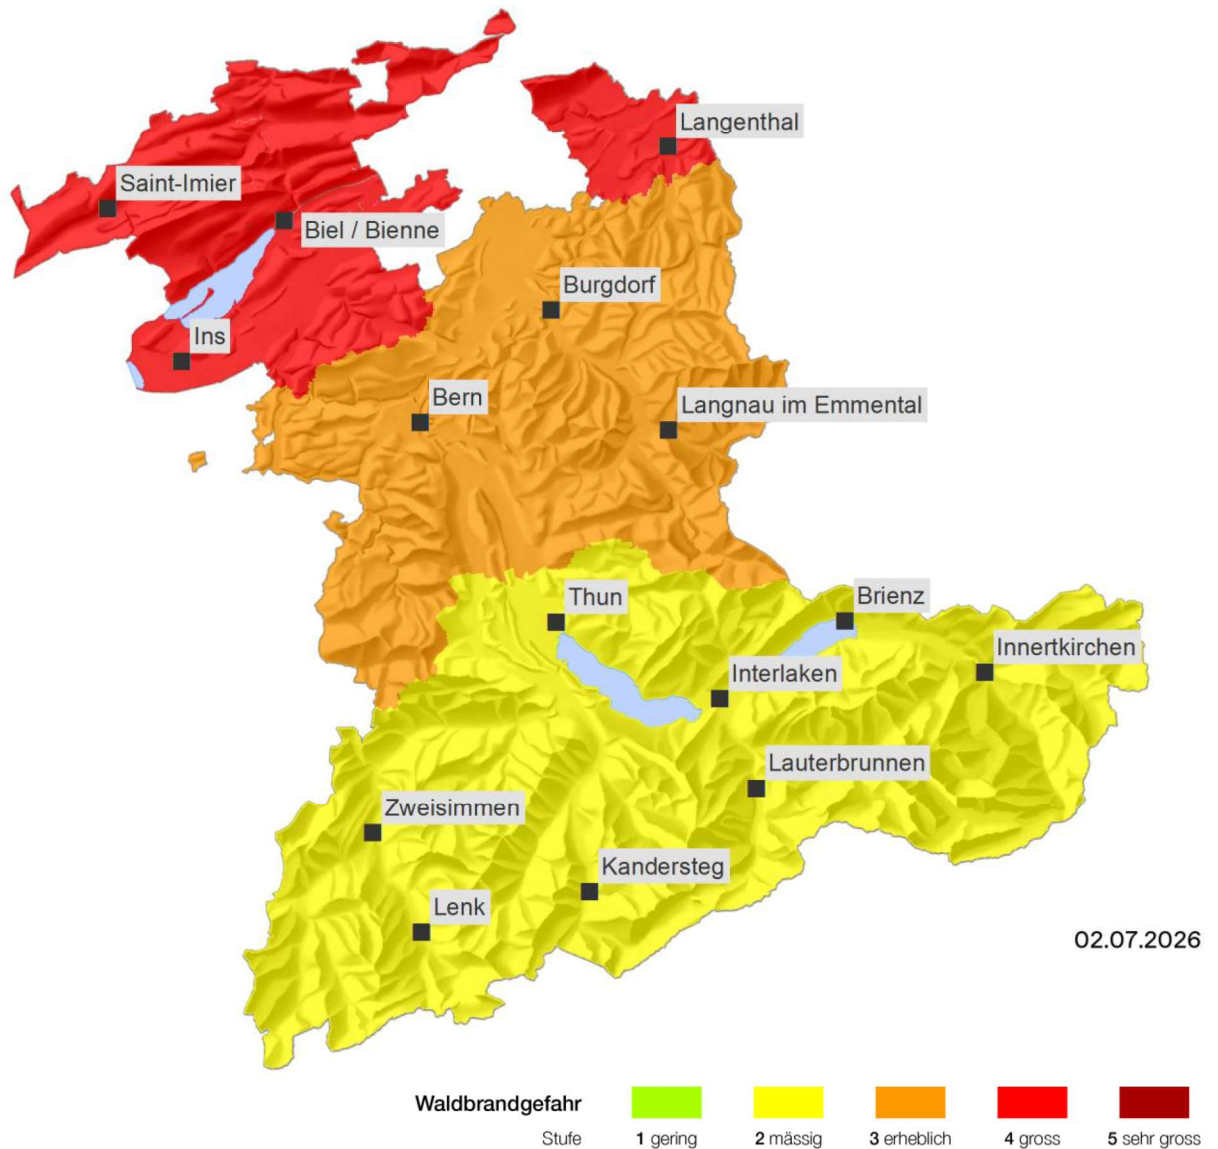 Langenthal
Saint-Imier
Biel / Bienne
Burgdorf
Ins
Bern
Langnau im Emmental
Thun
Brienz
Innertkirchen
Interlaken
Lauterbrunnen
Zweisimmen
Kandersteg
Lenk
02.07.2026
Waldbrandgefahr
Stufe 1 gering 2 mässig 3 erheblich 4 gross 5 sehr gross